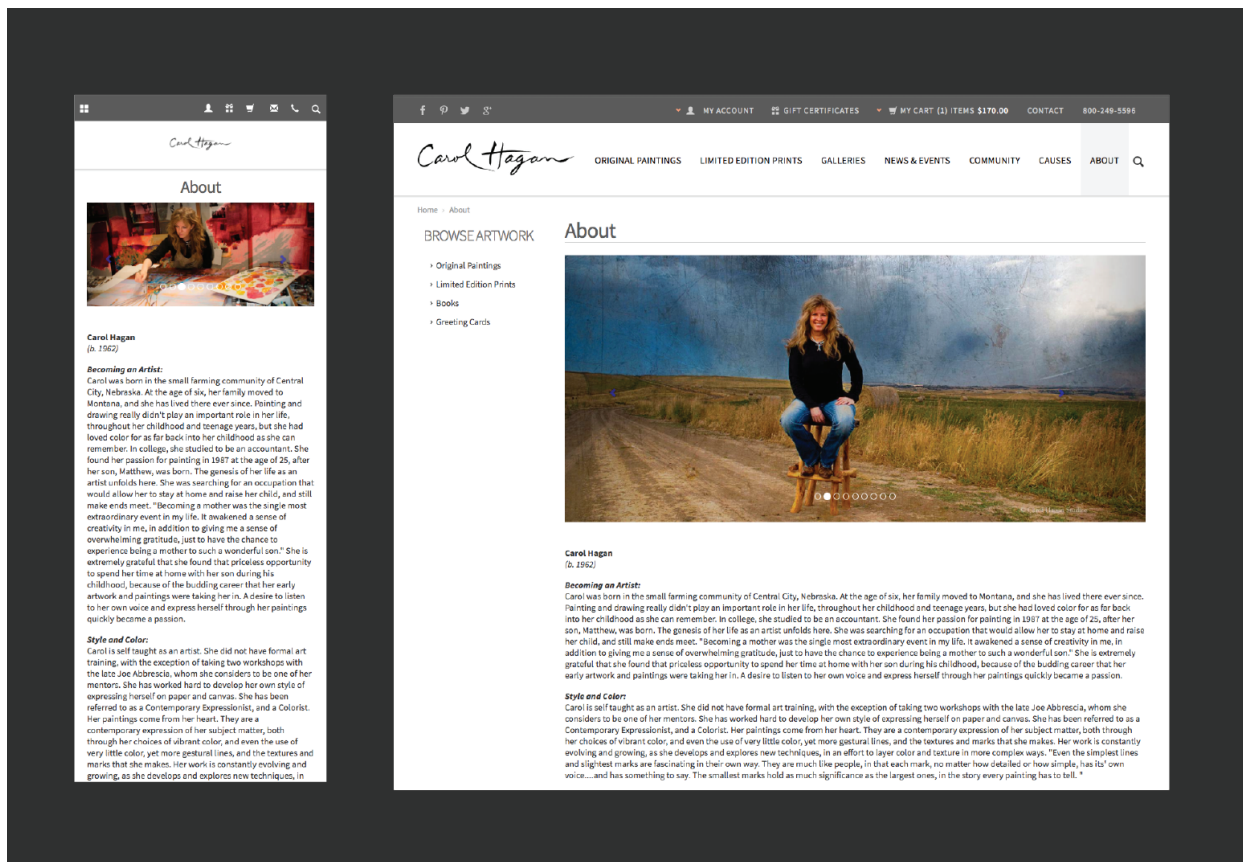 Carol Hagan
About
Carol Hagan
(b. 1962)
Becoming an Artist:
Carol was born in the small farming community of Central
City, Nebraska. At the age of six, her family moved to
Montana, and she has lived there ever since. Painting and
drawing really didn't play an important role in her life,
throughout her childhood and teenage years, but she had
loved color for as far back into her childhood as she can
remember. In college, she studied to be an accountant. She
found her passion for painting in 1987 at the age of 25, after
her son, Matthew, was born. The genesis of her life as an
artist unfolds here. She was searching for an occupation that
would allow her to stay at home and raise her child, and still
make ends meet. "Becoming a mother was the single most
extraordinary event in my life. It awakened a sense of
creativity in me, in addition to giving me a sense of
overwhelming gratitude, just to have the chance to
experience being a mother to such a wonderful son." She is
extremely grateful that she found that priceless opportunity
to spend her time at home with her son during his
childhood, because of the budding career that her early
artwork and paintings were taking her in. A desire to listen
to her own voice and express herself through her paintings
quickly became a passion.
Style and Color:
Carol is self taught as an artist. She did not have formal art
training, with the exception of taking two workshops with
the late Joe Abbrescia, whom she considers to be one of her
mentors. She has worked hard to develop her own style of
expressing herself on paper and canvas. She has been
referred to as a Contemporary Expressionist, and a Colorist.
Her paintings come from her heart. They are a
contemporary expression of her subject matter, both
through her choices of vibrant color, and even the use of
very little color, yet more gestural lines, and the textures and
marks that she makes. Her work is constantly evolving and
growing, as she develops and explores new techniques, in
MY ACCOUNT GIFT CERTIFICATES MY CART (1) ITEMS $170.00 CONTACT 800-249-5596
Carol Hagan ORIGINAL PAINTINGS LIMITED EDITION PRINTS GALLERIES NEWS & EVENTS COMMUNITY CAUSES ABOUT
Home › About
BROWSE ARTWORK
› Original Paintings
› Limited Edition Prints
› Books
› Greeting Cards
About
Carol Hagan
(b. 1962)
Becoming an Artist:
Carol was born in the small farming community of Central City, Nebraska. At the age of six, her family moved to Montana, and she has lived there ever since.
Painting and drawing really didn't play an important role in her life, throughout her childhood and teenage years, but she had loved color for as far back
into her childhood as she can remember. In college, she studied to be an accountant. She found her passion for painting in 1987 at the age of 25, after her
son, Matthew, was born. The genesis of her life as an artist unfolds here. She was searching for an occupation that would allow her to stay at home and raise
her child, and still make ends meet. "Becoming a mother was the single most extraordinary event in my life. It awakened a sense of creativity in me, in
addition to giving me a sense of overwhelming gratitude, just to have the chance to experience being a mother to such a wonderful son." She is extremely
grateful that she found that priceless opportunity to spend her time at home with her son during his childhood, because of the budding career that her
early artwork and paintings were taking her in. A desire to listen to her own voice and express herself through her paintings quickly became a passion.
Style and Color:
Carol is self taught as an artist. She did not have formal art training, with the exception of taking two workshops with the late Joe Abbrescia, whom she
considers to be one of her mentors. She has worked hard to develop her own style of expressing herself on paper and canvas. She has been referred to as a
Contemporary Expressionist, and a Colorist. Her paintings come from her heart. They are a contemporary expression of her subject matter, both through
her choices of vibrant color, and even the use of very little color, yet more gestural lines, and the textures and marks that she makes. Her work is constantly
evolving and growing, as she develops and explores new techniques, in an effort to layer color and texture in more complex ways. "Even the simplest lines
and slightest marks are fascinating in their own way. They are much like people, in that each mark, no matter how detailed or how simple, has its' own
voice....and has something to say. The smallest marks hold as much significance as the largest ones, in the story every painting has to tell. "